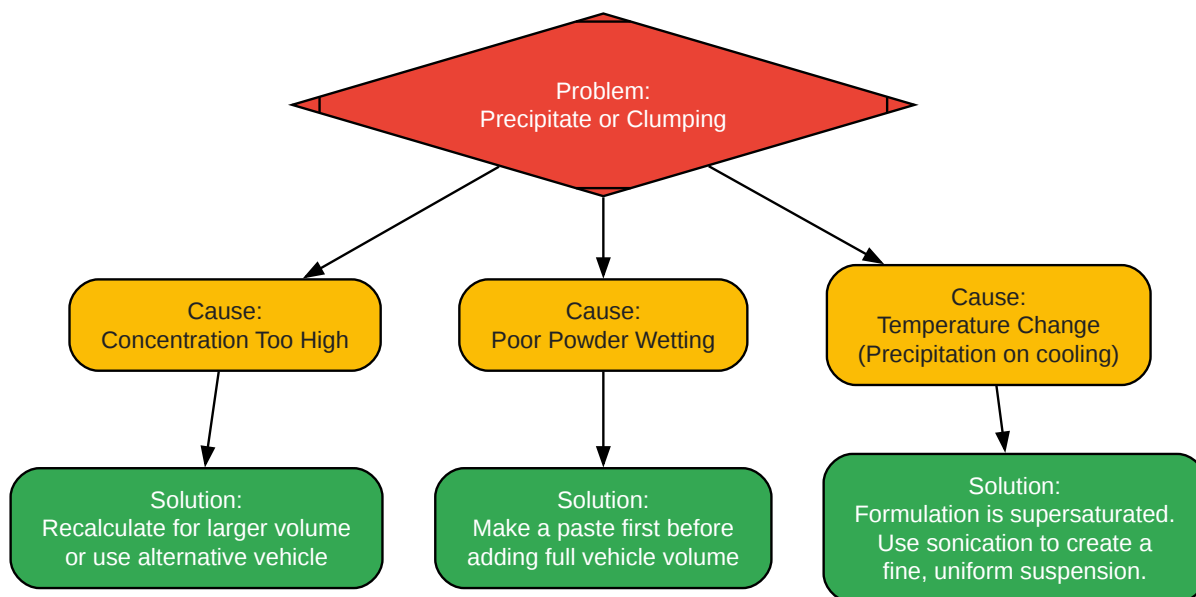 Problem:
Precipitate or Clumping
Cause:
Concentration Too High
Cause:
Poor Powder Wetting
Cause:
Temperature Change
(Precipitation on cooling)
Solution:
Recalculate for larger volume
or use alternative vehicle
Solution:
Make a paste first before
adding full vehicle volume
Solution:
Formulation is supersaturated.
Use sonication to create a
fine, uniform suspension.